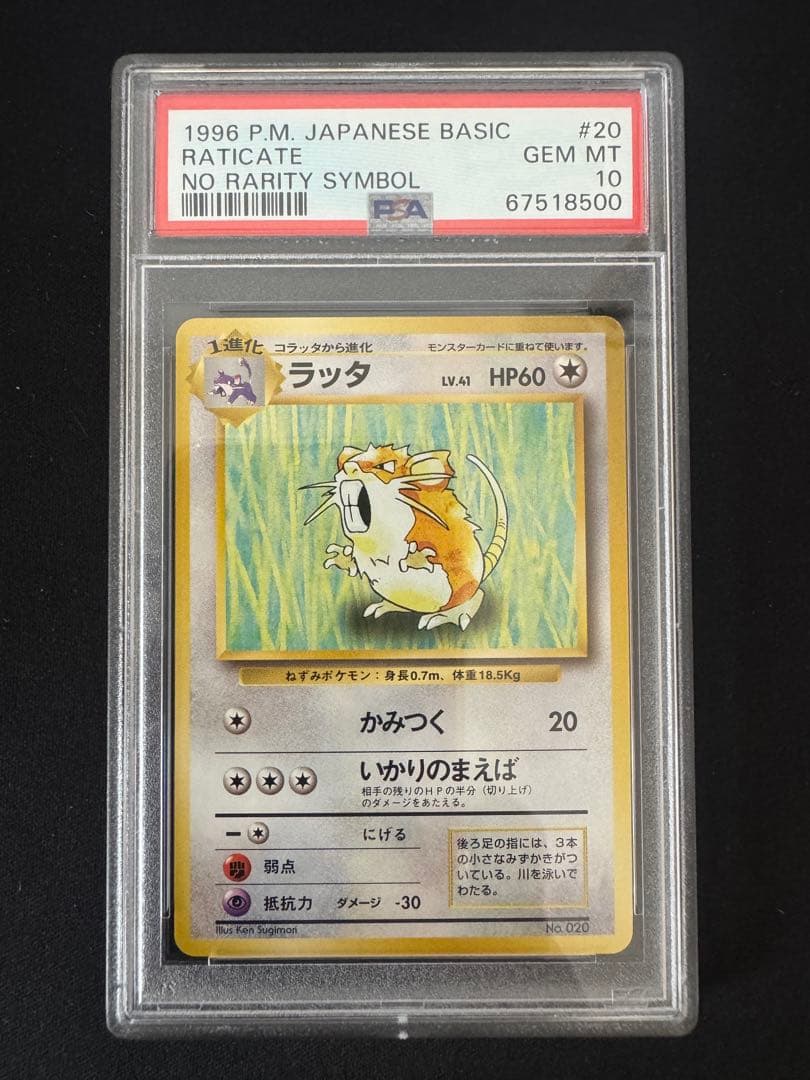 1996 P.M. JAPANESE BASIC #20
RATICATE GEM MT
NO RARITY SYMBOL 10
PSA 67518500
1進化 コラッタから進化 モンスターカードに重ねて使います。
ラッタ LV.41 HP60
ねずみポケモン：身長0.7m、体重18.5Kg
かみつく 20
いかりのまえば
相手の残りのHPの半分（切り上げ）
のダメージをあたえる。
にげる
弱点
抵抗力 ダメージ -30
後ろ足の指には、3本
の小さなみずかきがつ
いている。川を泳いで
わたる。
Illus Ken Sugimori No. 020